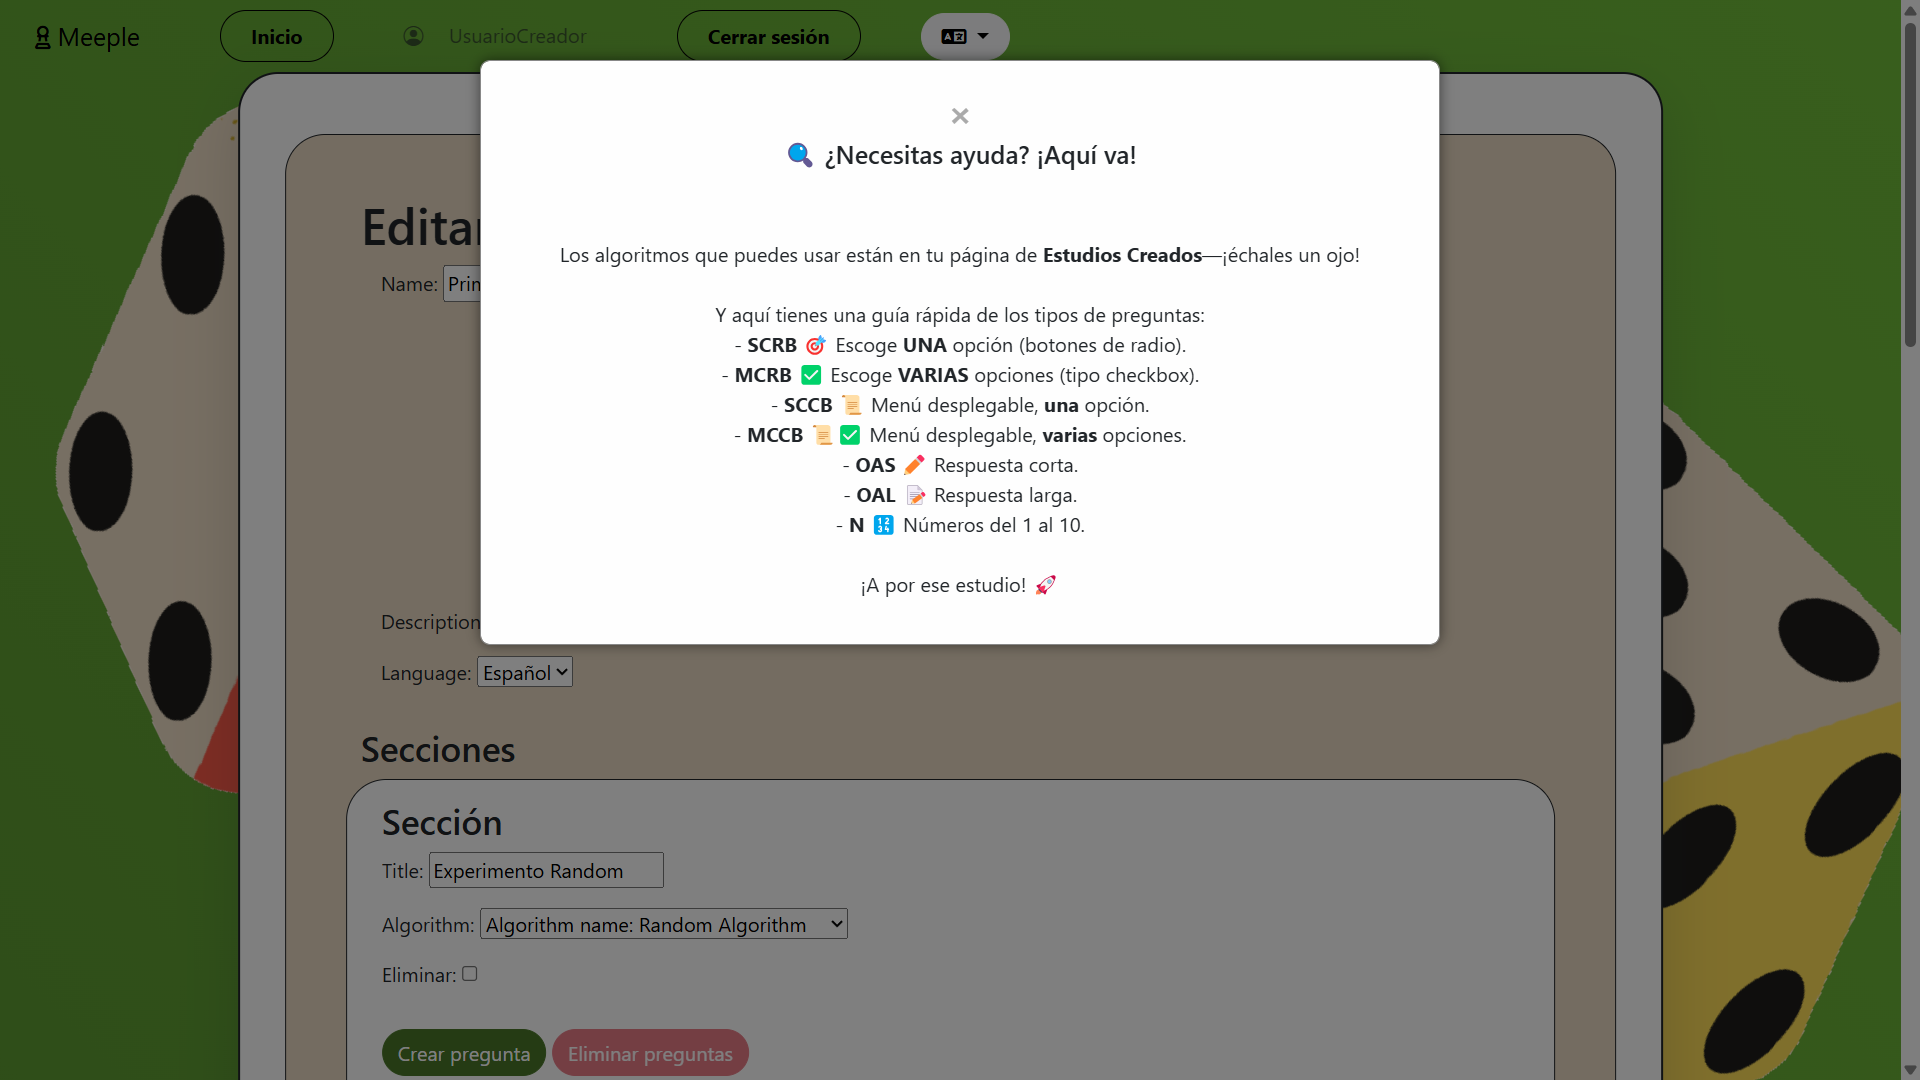 Meeple
Inicio
UsuarioCreador
Cerrar sesión
×
¿Necesitas ayuda? ¡Aquí va!
Los algoritmos que puedes usar están en tu página de Estudios Creados—¡échales un ojo!
Y aquí tienes una guía rápida de los tipos de preguntas:
- SCRB 🎯 Escoge UNA opción (botones de radio).
- MCRB ✅ Escoge VARIAS opciones (tipo checkbox).
- SCCB 📜 Menú desplegable, una opción.
- MCCB 📜✅ Menú desplegable, varias opciones.
- OAS ✏️ Respuesta corta.
- OAL 📝 Respuesta larga.
- N 🔢 Números del 1 al 10.
¡A por ese estudio! 🚀
Editar
Name:
Description
Language: Español
Secciones
Sección
Title: Experimento Random
Algorithm: Algorithm name: Random Algorithm
Eliminar:
Crear pregunta
Eliminar preguntas